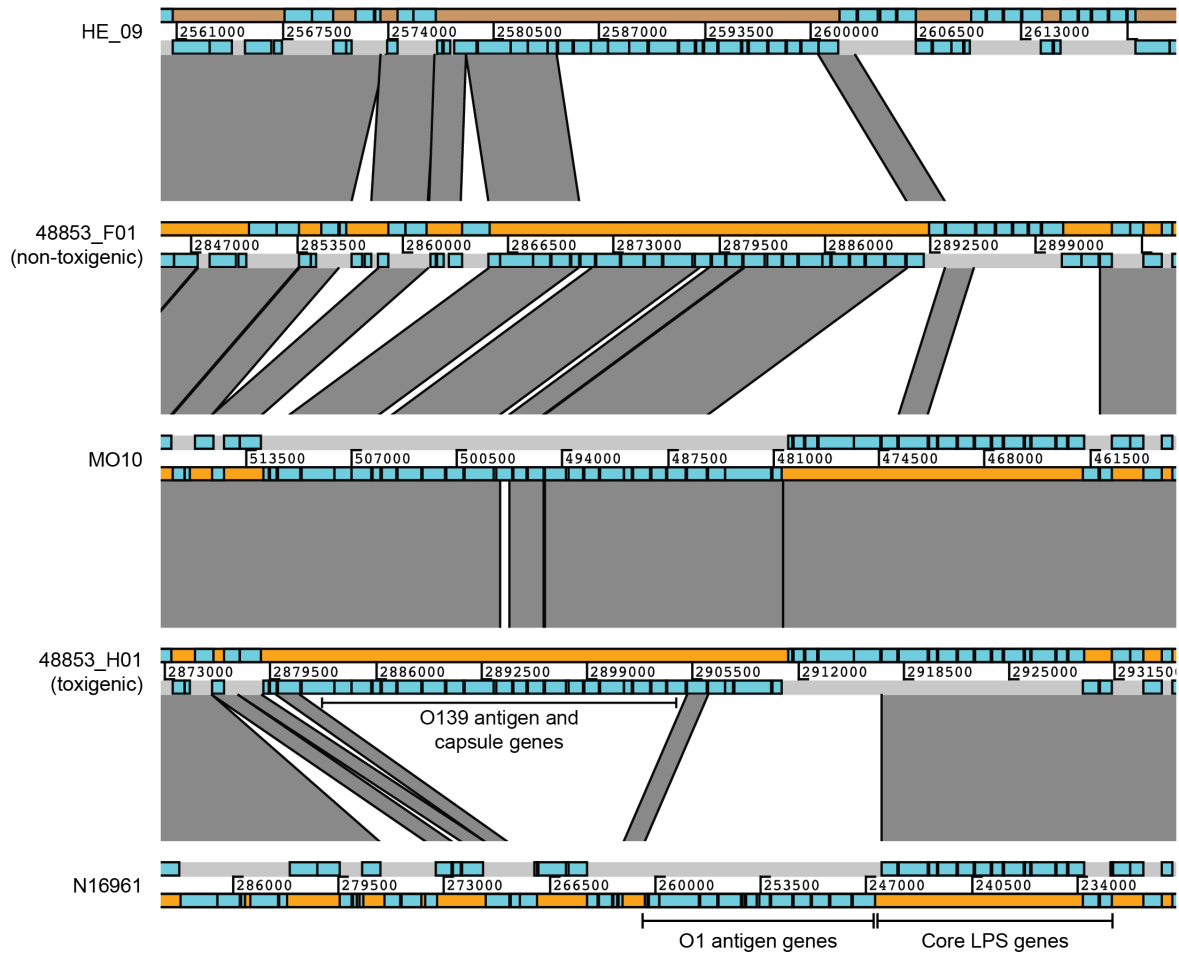 HE_09
2561000 2567500 2574000 2580500 2587000 2593500 2600000 2606500 2613000
48853_F01
(non-toxigenic)
2847000 2853500 2860000 2866500 2873000 2879500 2886000 2892500 2899000
MO10
513500 507000 500500 494000 487500 481000 474500 468000 461500
48853_H01
(toxigenic)
2873000 2879500 2886000 2892500 2899000 2905500 2912000 2918500 2925000 2931500
O139 antigen and
capsule genes
N16961
286000 279500 273000 266500 260000 253500 247000 240500 234000
O1 antigen genes
Core LPS genes